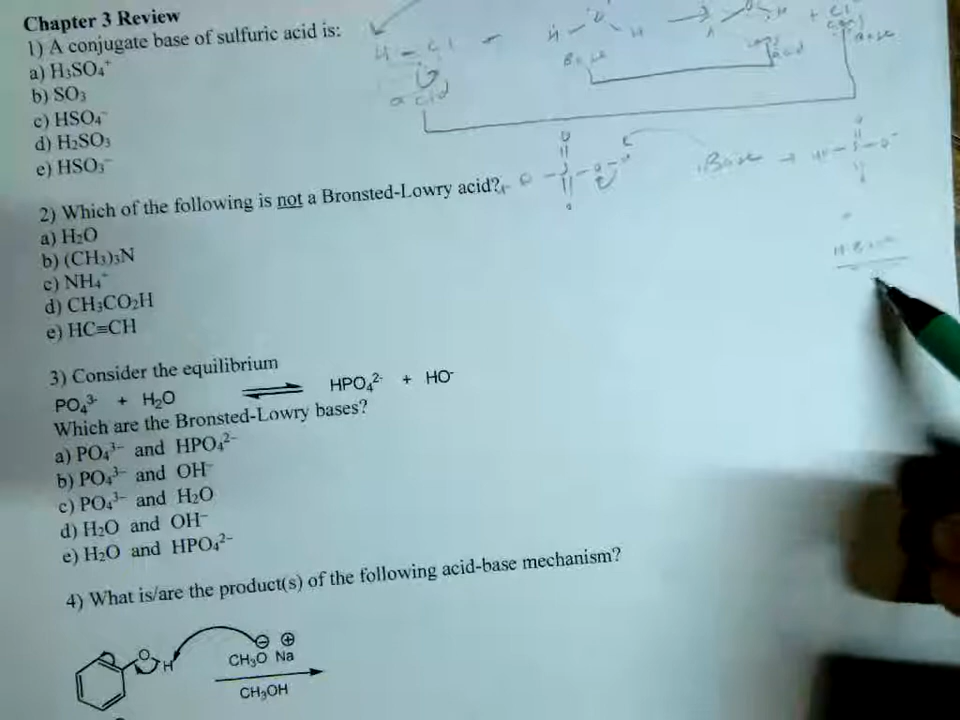 Chapter 3 Review
1) A conjugate base of sulfuric acid is:
a) H₃SO₄⁺
b) SO₃
c) HSO₄⁻
d) H₂SO₃
e) HSO₃⁻
H - Cl
acid
Base
acid
Base
Base →
2) Which of the following is not a Bronsted-Lowry acid?
a) H₂O
b) (CH₃)₃N
c) NH₄⁺
d) CH₃CO₂H
e) HC≡CH
3) Consider the equilibrium
PO₄³⁻ + H₂O ⇌ HPO₄²⁻ + HO⁻
Which are the Bronsted-Lowry bases?
a) PO₄³⁻ and HPO₄²⁻
b) PO₄³⁻ and OH⁻
c) PO₄³⁻ and H₂O
d) H₂O and OH⁻
e) H₂O and HPO₄²⁻
4) What is/are the product(s) of the following acid-base mechanism?
O H
⊖ ⊕
CH₃O Na
CH₃OH